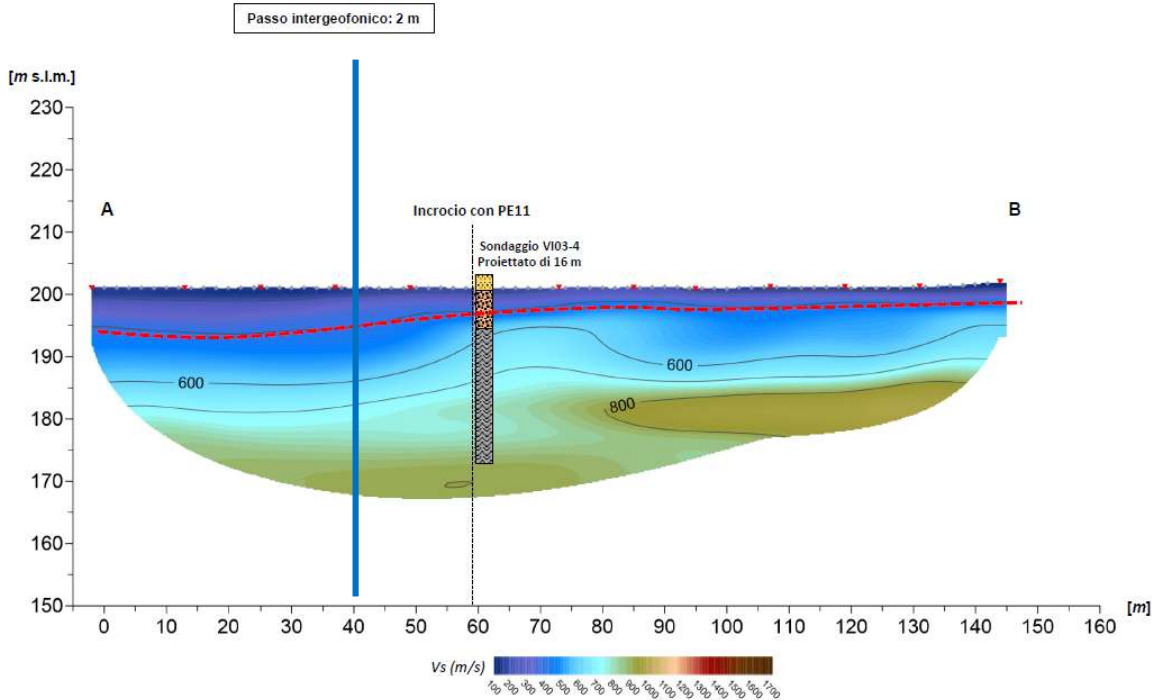 Passo intergeofonico: 2 m
[m s.l.m.]
230
220
210
200
190
180
170
160
150
A
B
Incrocio con PE11
Sondaggio VI03-4
Proiettato di 16 m
600
600
800
0 10 20 30 40 50 60 70 80 90 100 110 120 130 140 150 160
[m]
Vs (m/s)
100 200 300 400 500 600 700 800 900 1000 1100 1200 1300 1400 1500 1600 1700